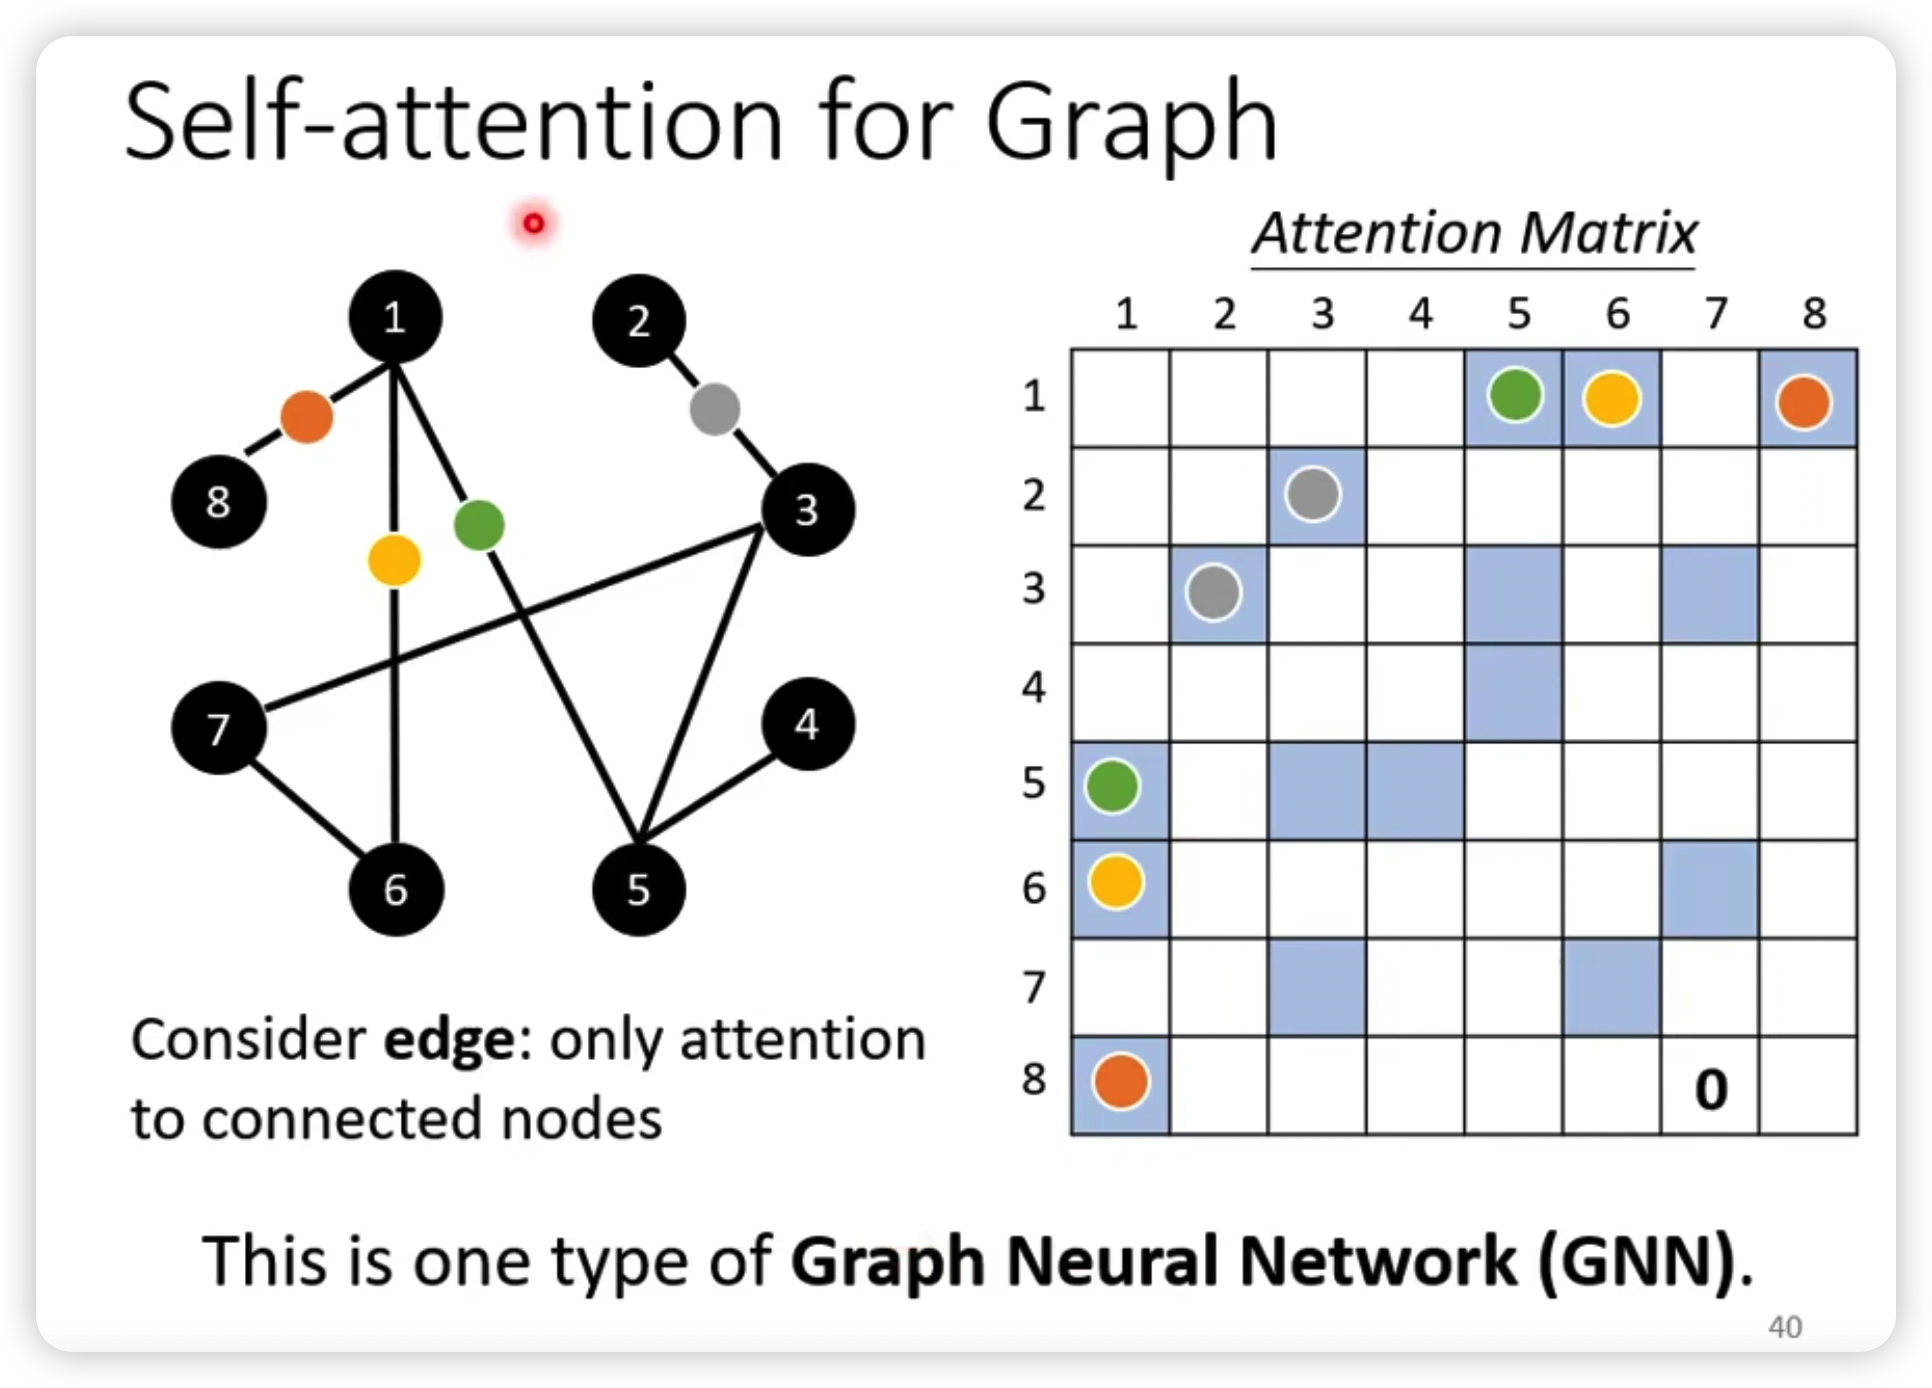 Self-attention for Graph
Attention Matrix
1 2 3 4 5 6 7 8
1
2
3
4
5
6
7
8 0
1
2
8
3
7
4
6
5
Consider edge: only attention
to connected nodes
This is one type of Graph Neural Network (GNN).
40